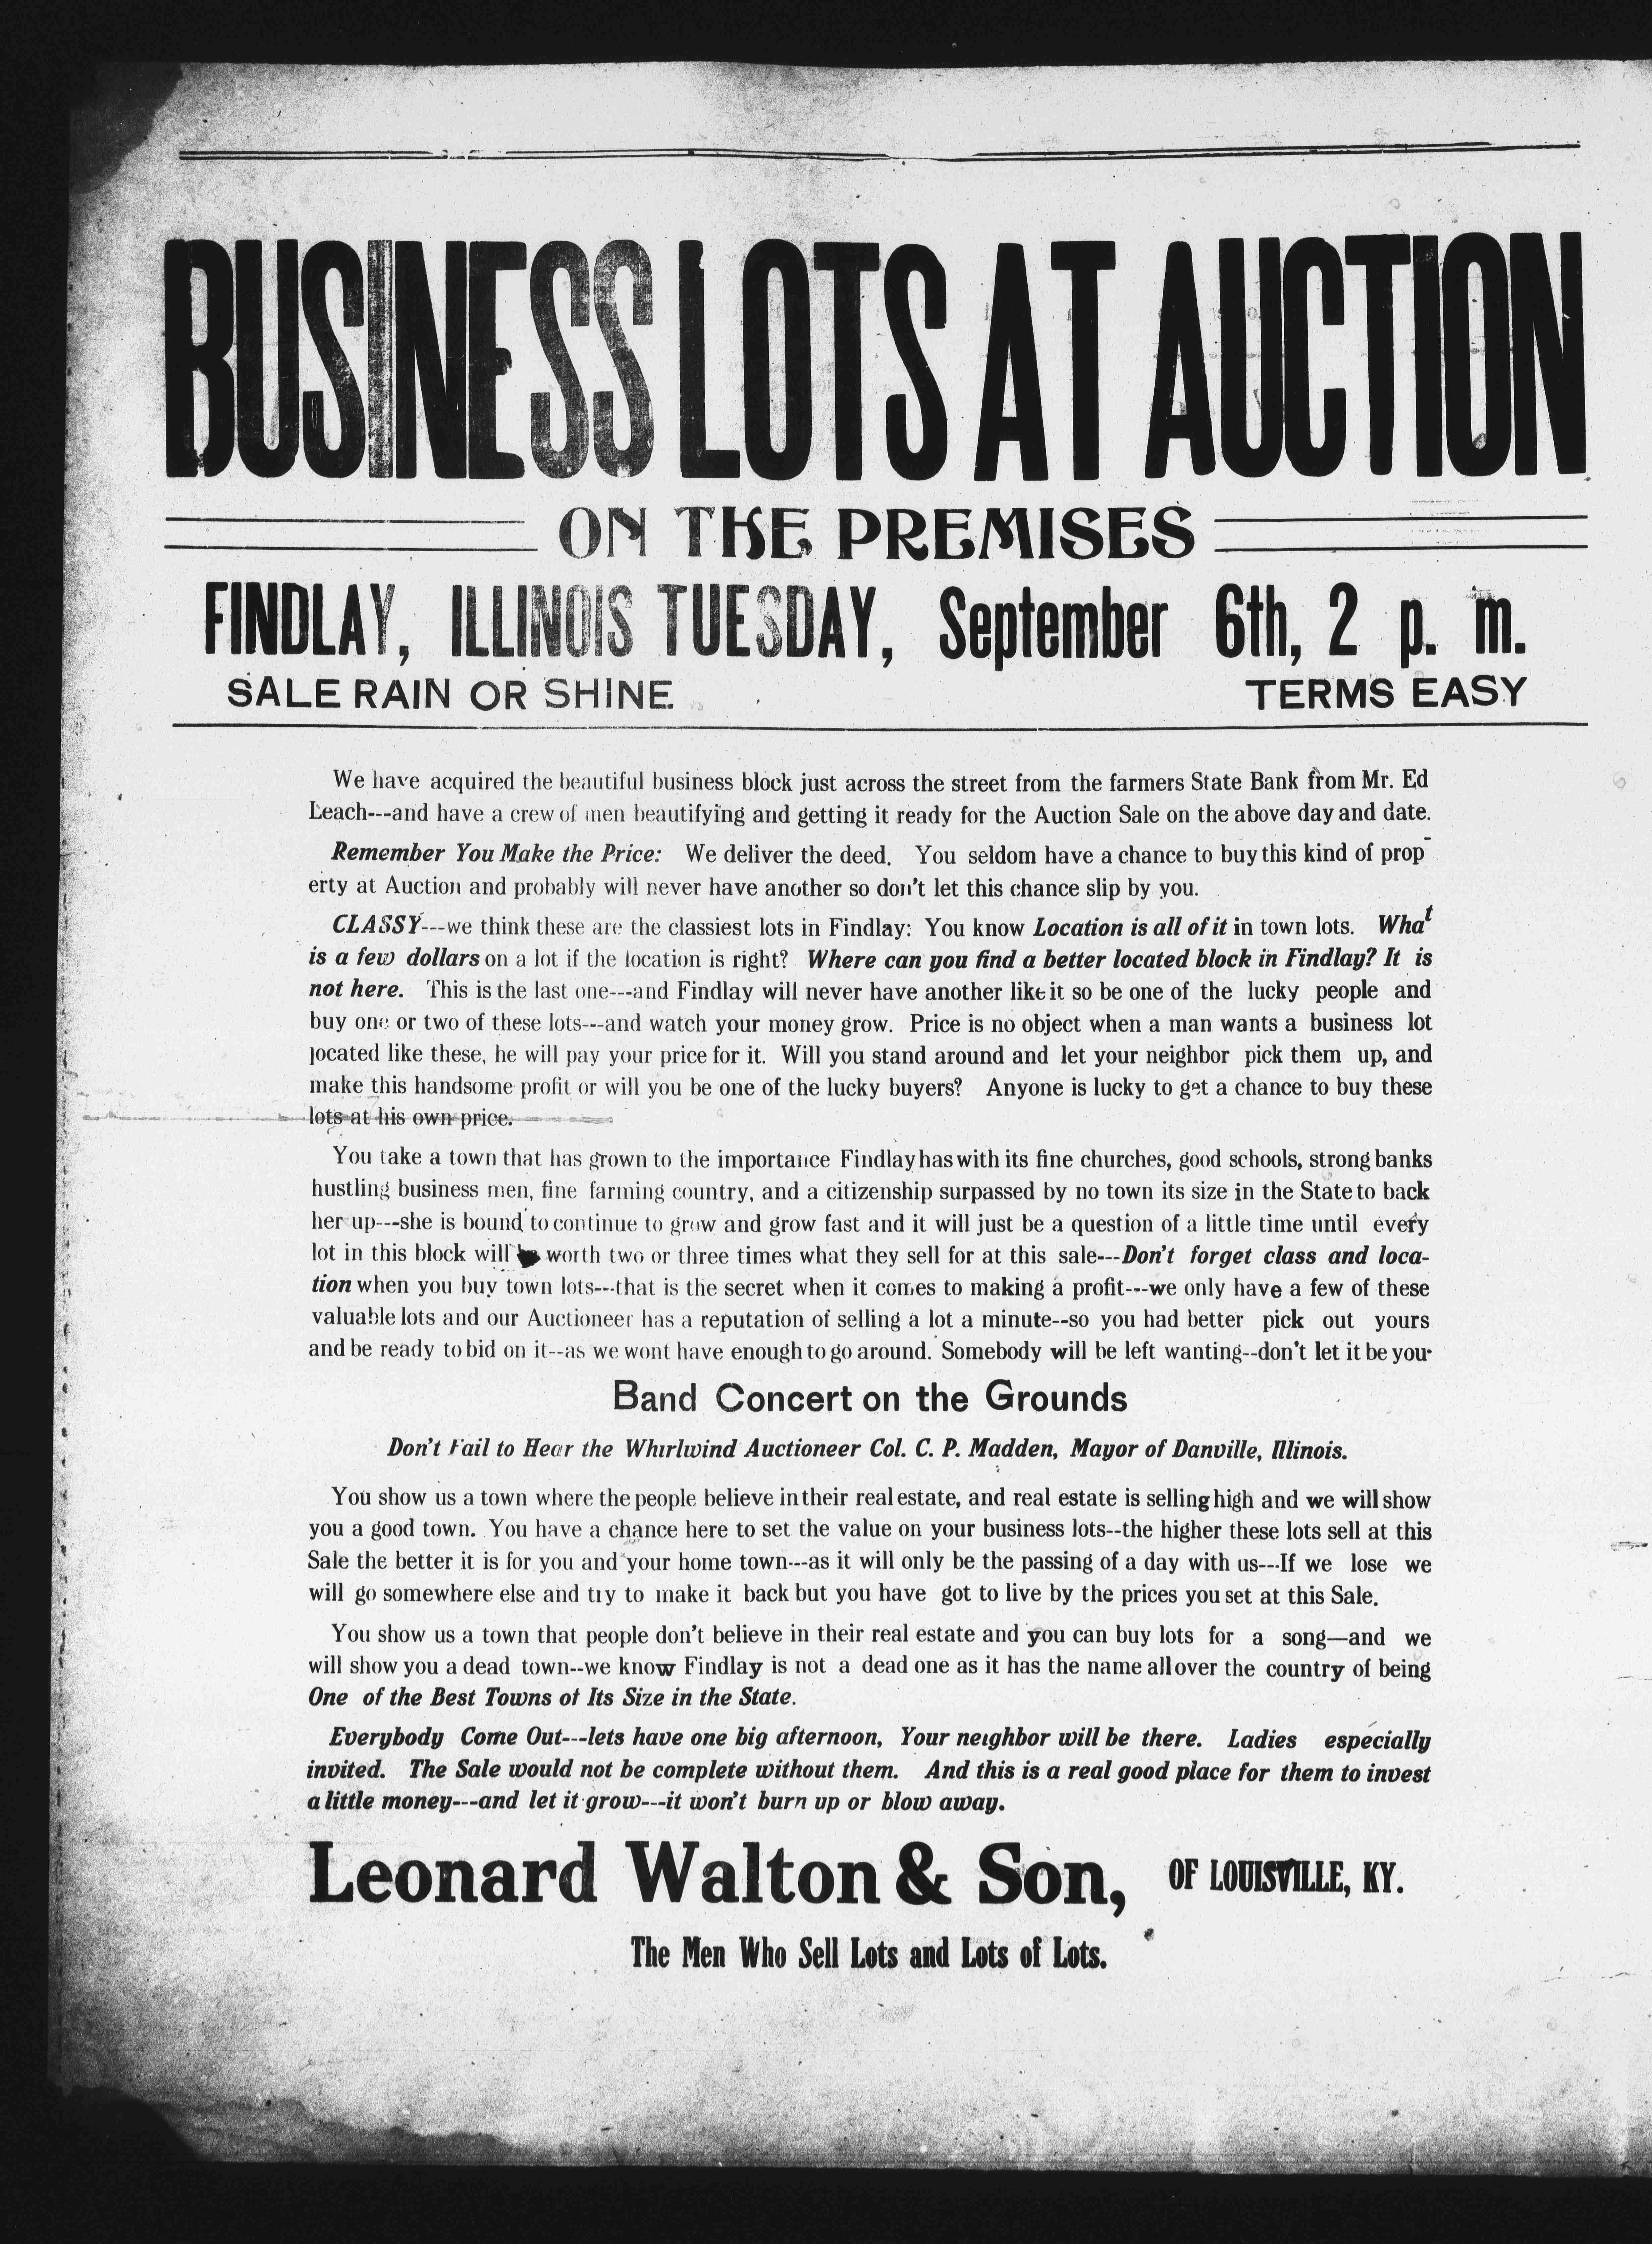 BUSINESS LOTS AT AUCTION
ON THE PREMISES
FINDLAY, ILLINOIS TUESDAY, September 6th, 2 p. m.
SALE RAIN OR SHINE TERMS EASY
We have acquired the beautiful business block just across the street from the farmers State Bank from Mr. Ed
Leach---and have a crew of men beautifying and getting it ready for the Auction Sale on the above day and date.
Remember You Make the Price: We deliver the deed. You seldom have a chance to buy this kind of prop-
erty at Auction and probably will never have another so don't let this chance slip by you.
CLASSY---we think these are the classiest lots in Findlay: You know Location is all of it in town lots. What
is a few dollars on a lot if the location is right? Where can you find a better located block in Findlay? It is
not here. This is the last one---and Findlay will never have another like it so be one of the lucky people and
buy one or two of these lots---and watch your money grow. Price is no object when a man wants a business lot
located like these, he will pay your price for it. Will you stand around and let your neighbor pick them up, and
make this handsome profit or will you be one of the lucky buyers? Anyone is lucky to get a chance to buy these
lots at his own price.
You take a town that has grown to the importance Findlay has with its fine churches, good schools, strong banks
hustling business men, fine farming country, and a citizenship surpassed by no town its size in the State to back
her up---she is bound to continue to grow and grow fast and it will just be a question of a little time until every
lot in this block will be worth two or three times what they sell for at this sale---Don't forget class and loca-
tion when you buy town lots---that is the secret when it comes to making a profit---we only have a few of these
valuable lots and our Auctioneer has a reputation of selling a lot a minute--so you had better pick out yours
and be ready to bid on it--as we wont have enough to go around. Somebody will be left wanting--don't let it be you.
Band Concert on the Grounds
Don't Fail to Hear the Whirlwind Auctioneer Col. C. P. Madden, Mayor of Danville, Illinois.
You show us a town where the people believe in their real estate, and real estate is selling high and we will show
you a good town. You have a chance here to set the value on your business lots--the higher these lots sell at this
Sale the better it is for you and your home town---as it will only be the passing of a day with us---If we lose we
will go somewhere else and try to make it back but you have got to live by the prices you set at this Sale.
You show us a town that people don't believe in their real estate and you can buy lots for a song—and we
will show you a dead town--we know Findlay is not a dead one as it has the name all over the country of being
One of the Best Towns of Its Size in the State.
Everybody Come Out---lets have one big afternoon, Your neighbor will be there. Ladies especially
invited. The Sale would not be complete without them. And this is a real good place for them to invest
a little money---and let it grow---it won't burn up or blow away.
Leonard Walton & Son, OF LOUISVILLE, KY.
The Men Who Sell Lots and Lots of Lots.